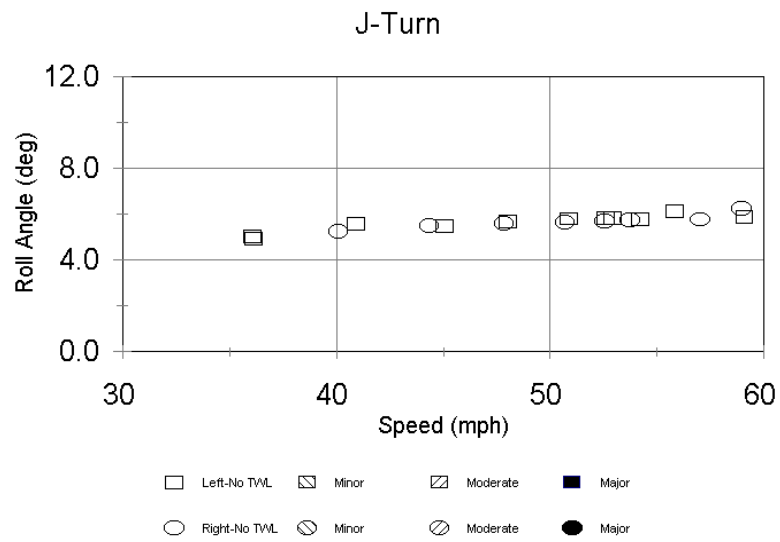 J-Turn
12.0
8.0
4.0
0.0
Roll Angle (deg)
30 40 50 60
Speed (mph)
Left-No TWL Minor Moderate Major
Right-No TWL Minor Moderate Major